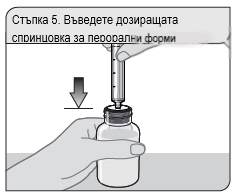 Стъпка 5. Въведете дозиращата
спринцовка за перорални форми